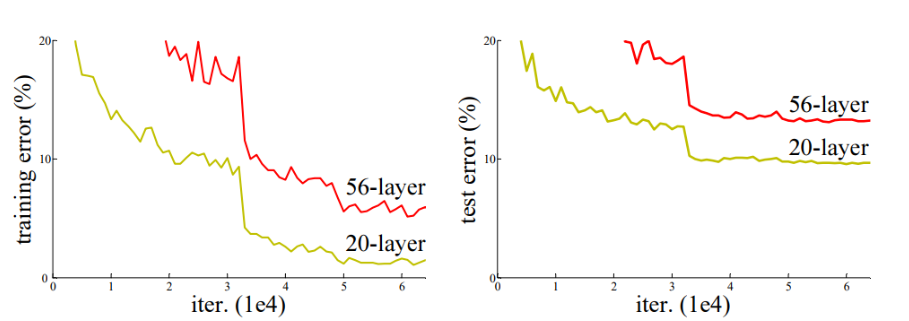 20
10
0
training error (%)
56-layer
20-layer
0 1 2 3 4 5 6
iter. (1e4)
20
10
0
test error (%)
56-layer
20-layer
0 1 2 3 4 5 6
iter. (1e4)